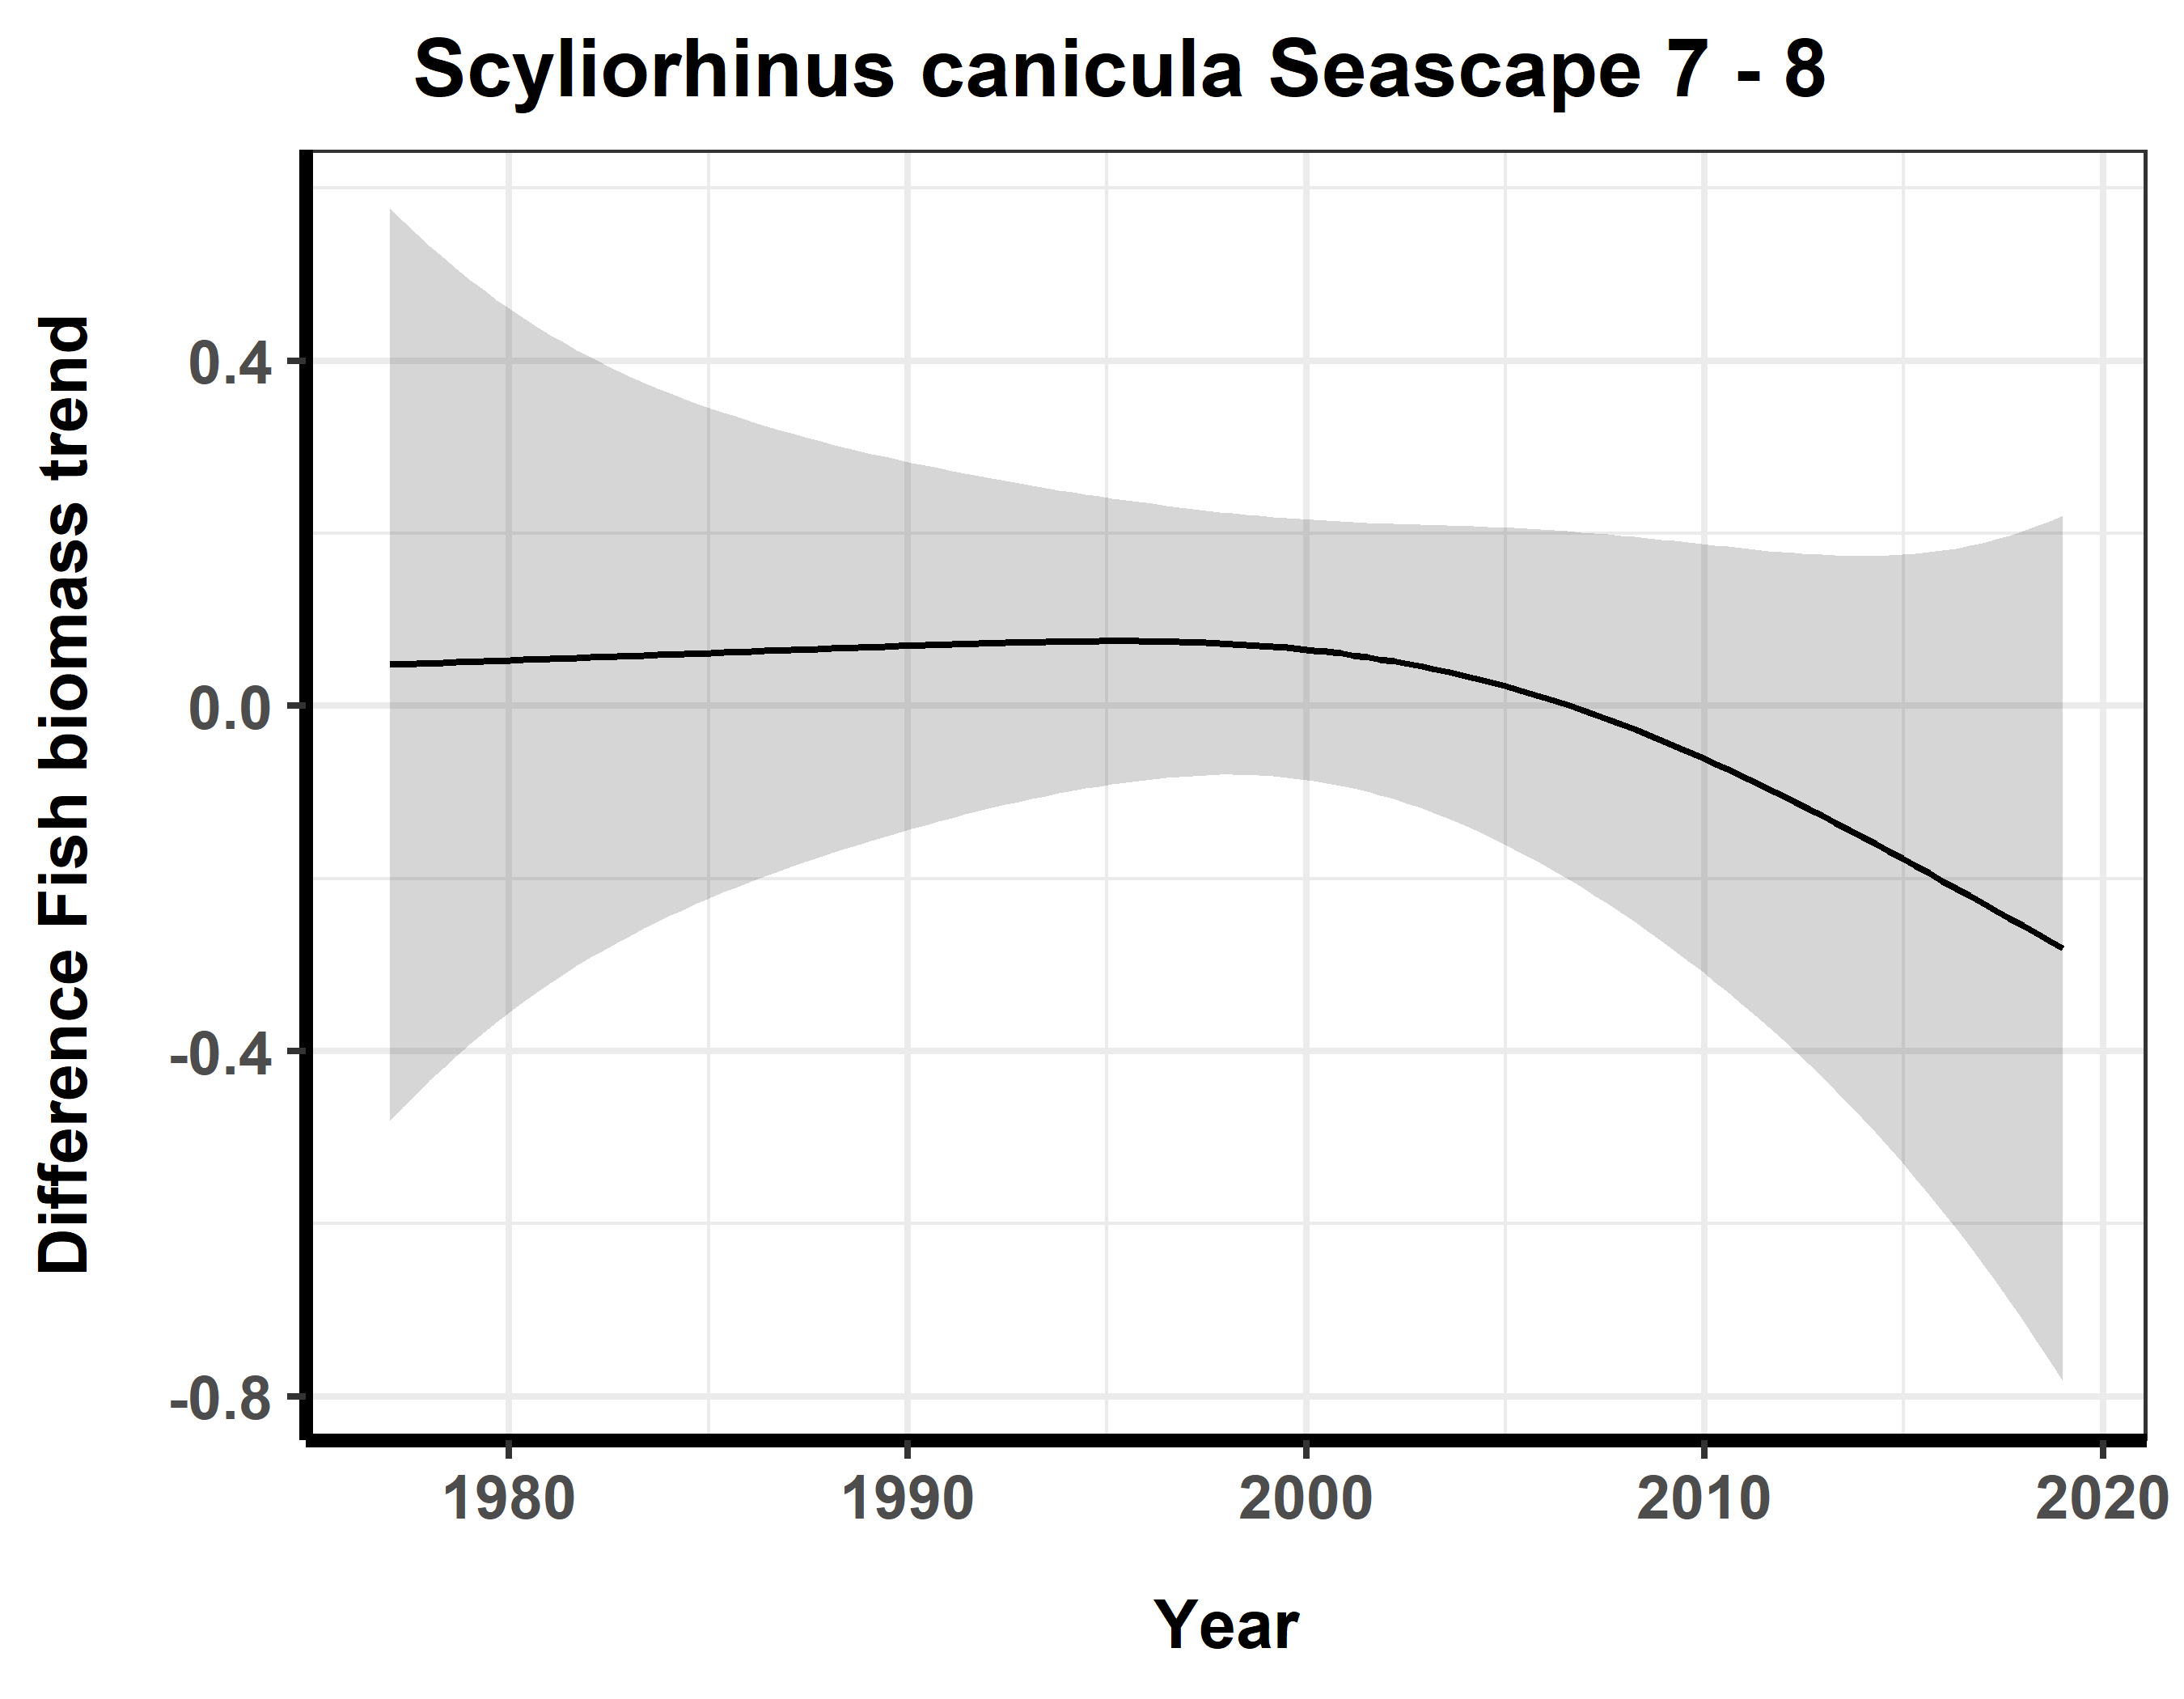 Scyliorhinus canicula Seascape 7 - 8
Difference Fish biomass trend
0.4
0.0
-0.4
-0.8
1980 1990 2000 2010 2020
Year